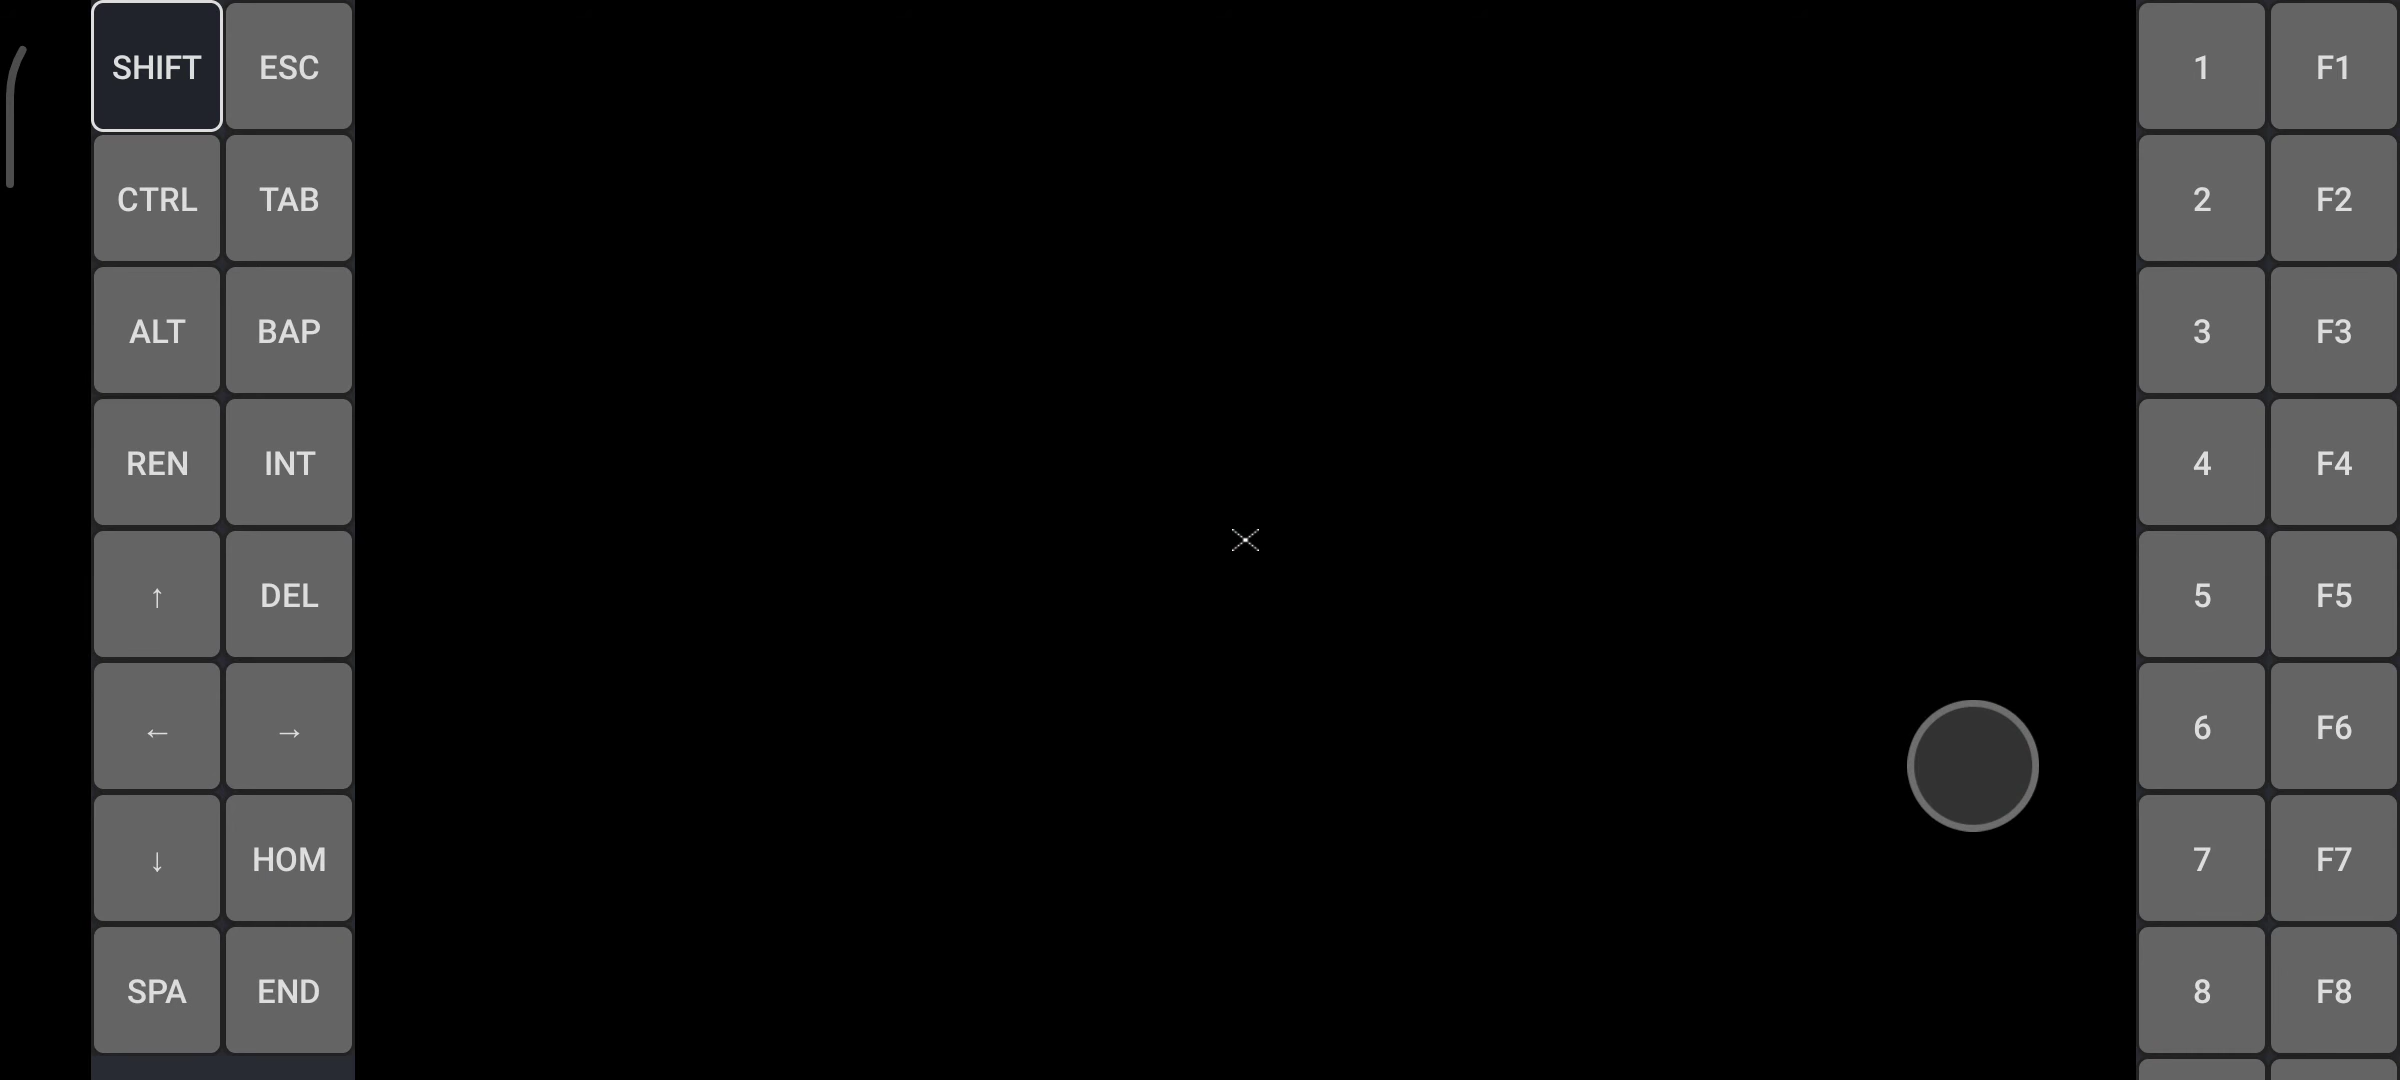 SHIFT ESC 1 F1
CTRL TAB 2 F2
ALT BAP 3 F3
REN INT 4 F4
↑ DEL 5 F5
← → 6 F6
↓ HOM 7 F7
SPA END 8 F8